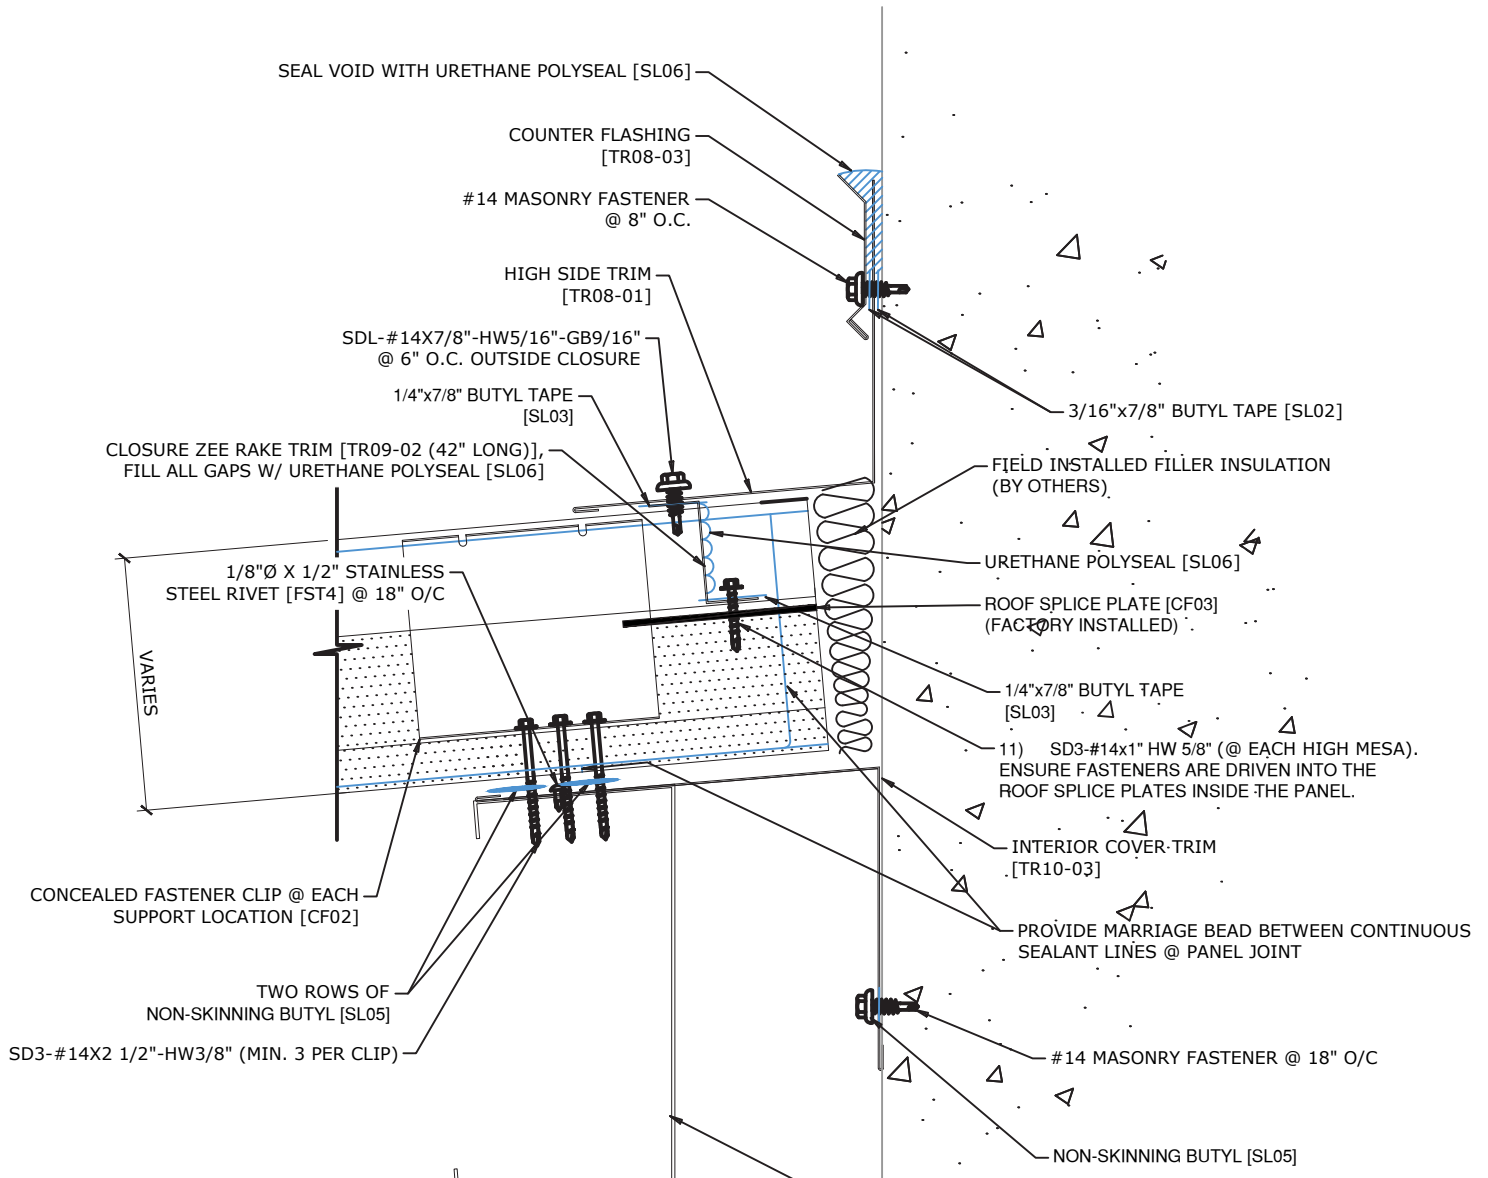 SEAL VOID WITH URETHANE POLYSEAL [SL06]
COUNTER FLASHING
[TR08-03]
#14 MASONRY FASTENER
@ 8" O.C.
HIGH SIDE TRIM
[TR08-01]
SDL-#14X7/8"-HW5/16"-GB9/16"
@ 6" O.C. OUTSIDE CLOSURE
1/4"x7/8" BUTYL TAPE
[SL03]
CLOSURE ZEE RAKE TRIM [TR09-02 (42" LONG)],
FILL ALL GAPS W/ URETHANE POLYSEAL [SL06]
1/8"Ø X 1/2" STAINLESS
STEEL RIVET [FST4] @ 18" O/C
VARIES
CONCEALED FASTENER CLIP @ EACH
SUPPORT LOCATION [CF02]
TWO ROWS OF
NON-SKINNING BUTYL [SL05]
SD3-#14X2 1/2"-HW3/8" (MIN. 3 PER CLIP)
3/16"x7/8" BUTYL TAPE [SL02]
FIELD INSTALLED FILLER INSULATION
(BY OTHERS)
URETHANE POLYSEAL [SL06]
ROOF SPLICE PLATE [CF03]
(FACTORY INSTALLED)
1/4"x7/8" BUTYL TAPE
[SL03]
11) SD3-#14x1" HW 5/8" (@ EACH HIGH MESA).
ENSURE FASTENERS ARE DRIVEN INTO THE
ROOF SPLICE PLATES INSIDE THE PANEL.
INTERIOR COVER TRIM
[TR10-03]
PROVIDE MARRIAGE BEAD BETWEEN CONTINUOUS
SEALANT LINES @ PANEL JOINT
#14 MASONRY FASTENER @ 18" O/C
NON-SKINNING BUTYL [SL05]